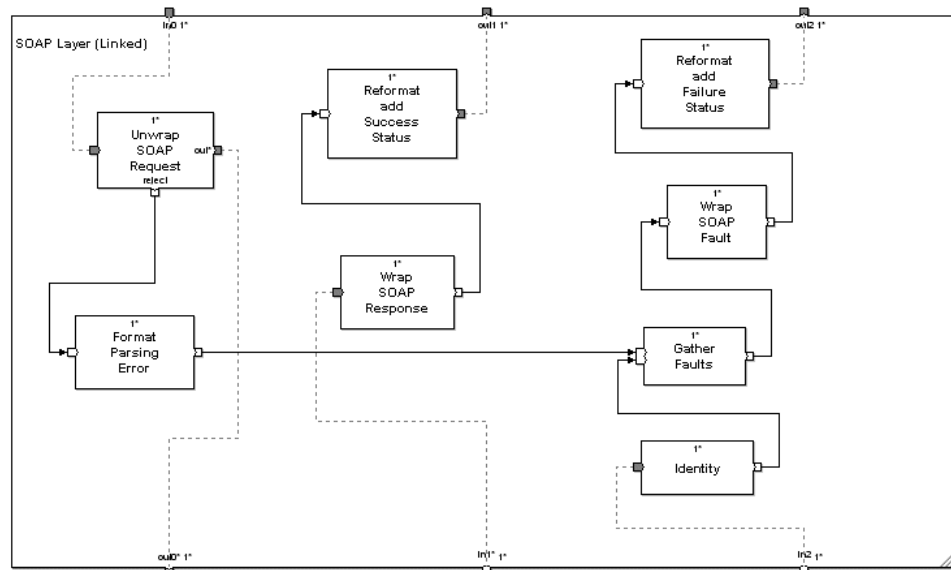 in0 1*
out1 1*
out2 1*
SOAP Layer (Linked)
1*
Unwrap
SOAP
Request
out*
reject
1*
Reformat
add
Success
Status
1*
Reformat
add
Failure
Status
1*
Wrap
SOAP
Fault
1*
Wrap
SOAP
Response
1*
Format
Parsing
Error
1*
Gather
Faults
1*
Identity
out0* 1*
in1* 1*
in2 1*